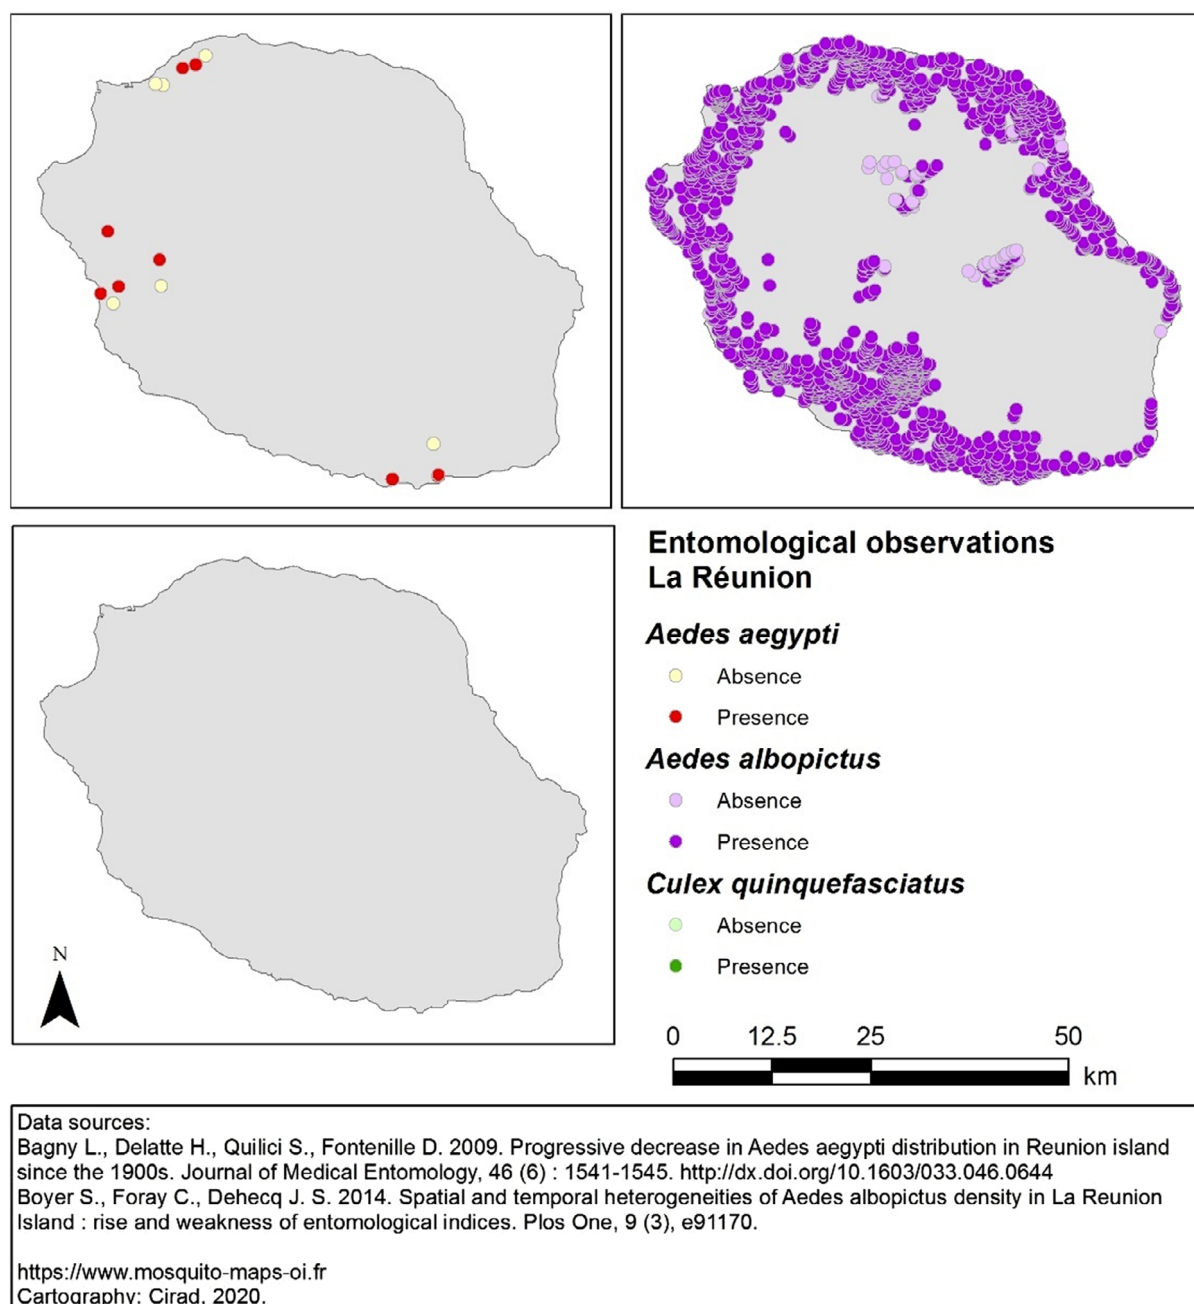 Entomological observations
La Réunion
Aedes aegypti
Absence
Presence
Aedes albopictus
Absence
Presence
Culex quinquefasciatus
Absence
Presence
N
0 12.5 25 50
km
Data sources:
Bagny L., Delatte H., Quilici S., Fontenille D. 2009. Progressive decrease in Aedes aegypti distribution in Reunion island
since the 1900s. Journal of Medical Entomology, 46 (6) : 1541-1545. http://dx.doi.org/10.1603/033.046.0644
Boyer S., Foray C., Dehecq J. S. 2014. Spatial and temporal heterogeneities of Aedes albopictus density in La Reunion
Island : rise and weakness of entomological indices. Plos One, 9 (3), e91170.
https://www.mosquito-maps-oi.fr
Cartography: Cirad, 2020.